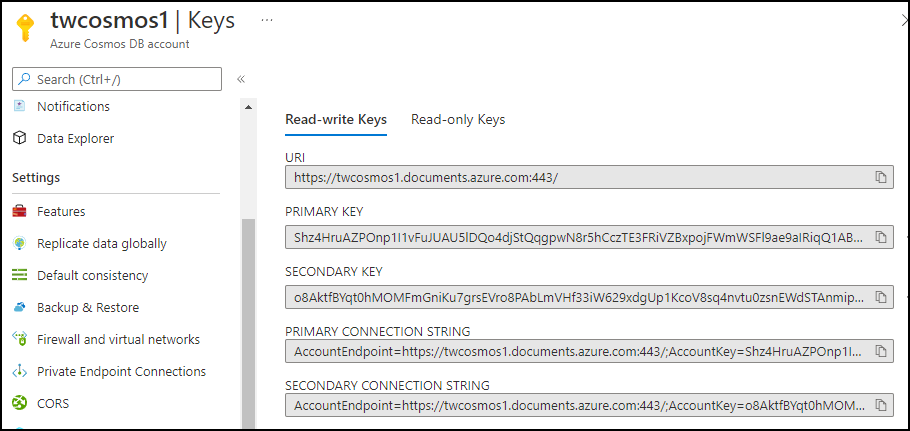 twcosmos1 | Keys ...
Azure Cosmos DB account
Search (Ctrl+/) «
Notifications
Data Explorer
Settings
Features
Replicate data globally
Default consistency
Backup & Restore
Firewall and virtual networks
Private Endpoint Connections
CORS
Read-write Keys Read-only Keys
URI
https://twcosmos1.documents.azure.com:443/
PRIMARY KEY
Shz4HruAZPOnp1I1vFuJUAU5lDQo4djStQqgpwN8r5hCczTE3FRiVZBxpojFWmWSFl9ae9aIRiqQ1AB...
SECONDARY KEY
o8AktfBYqt0hMOMFmGniKu7grsEVro8PAbLmVHf33iW629xdgUp1KcoV8sq4nvtu0zsnEWdSTAnmip...
PRIMARY CONNECTION STRING
AccountEndpoint=https://twcosmos1.documents.azure.com:443/;AccountKey=Shz4HruAZPOnp1I...
SECONDARY CONNECTION STRING
AccountEndpoint=https://twcosmos1.documents.azure.com:443/;AccountKey=o8AktfBYqt0hMOM...